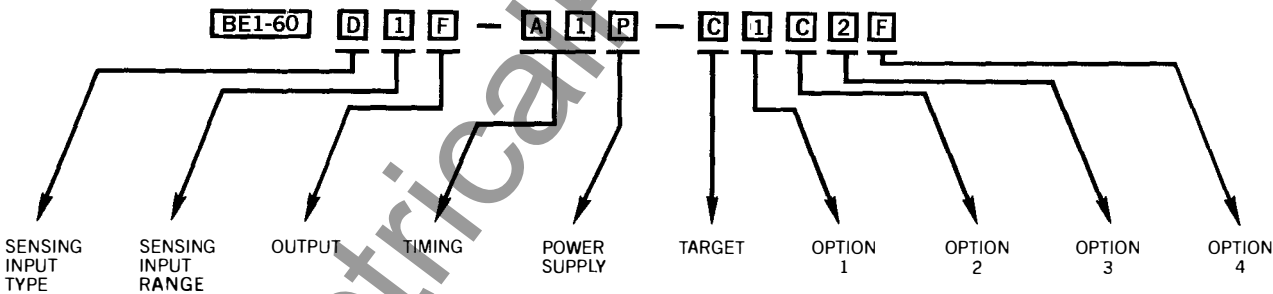 BE1-60 D 1 F — A 1 P — C 1 C 2 F
SENSING INPUT TYPE
SENSING INPUT RANGE
OUTPUT
TIMING
POWER SUPPLY
TARGET
OPTION 1
OPTION 2
OPTION 3
OPTION 4